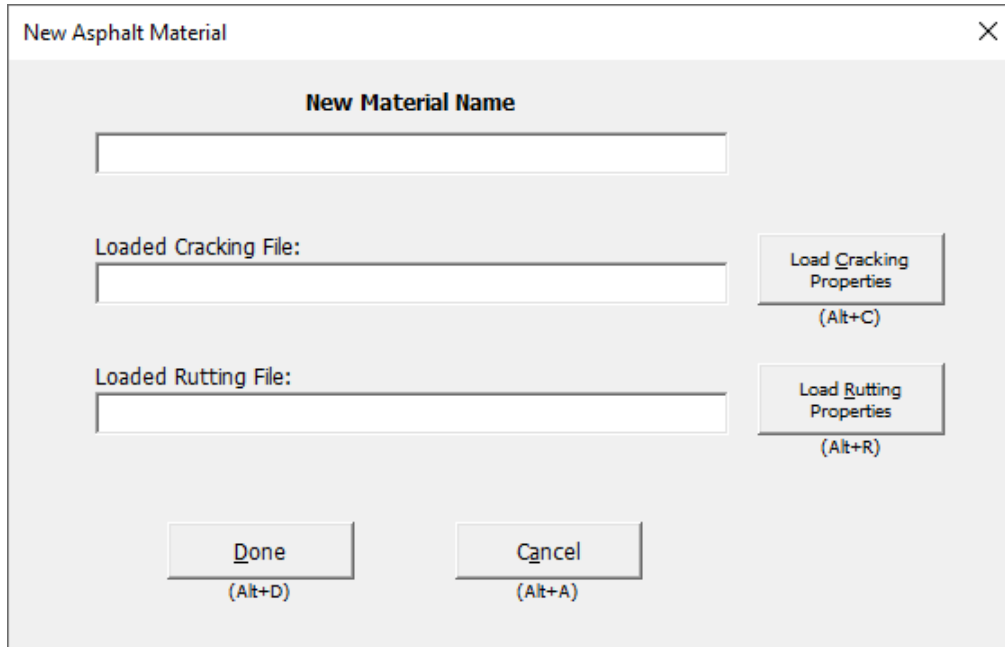 New Asphalt Material
New Material Name
Loaded Cracking File:
Load Cracking
Properties
(Alt+C)
Loaded Rutting File:
Load Rutting
Properties
(Alt+R)
Done
(Alt+D)
Cancel
(Alt+A)